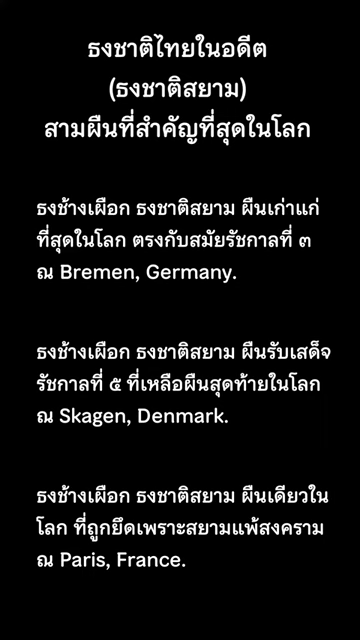 ธงชาติไทยในอดีต
(ธงชาติสยาม)
สามผืนที่สำคัญที่สุดในโลก
ธงช้างเผือก ธงชาติสยาม ผืนเก่าแก่
ที่สุดในโลก ตรงกับสมัยรัชกาลที่ ๓
ณ Bremen, Germany.
ธงช้างเผือก ธงชาติสยาม ผืนรับเสด็จ
รัชกาลที่ ๕ ที่เหลือผืนสุดท้ายในโลก
ณ Skagen, Denmark.
ธงช้างเผือก ธงชาติสยาม ผืนเดียวใน
โลก ที่ถูกยึดเพราะสยามแพ้สงคราม
ณ Paris, France.